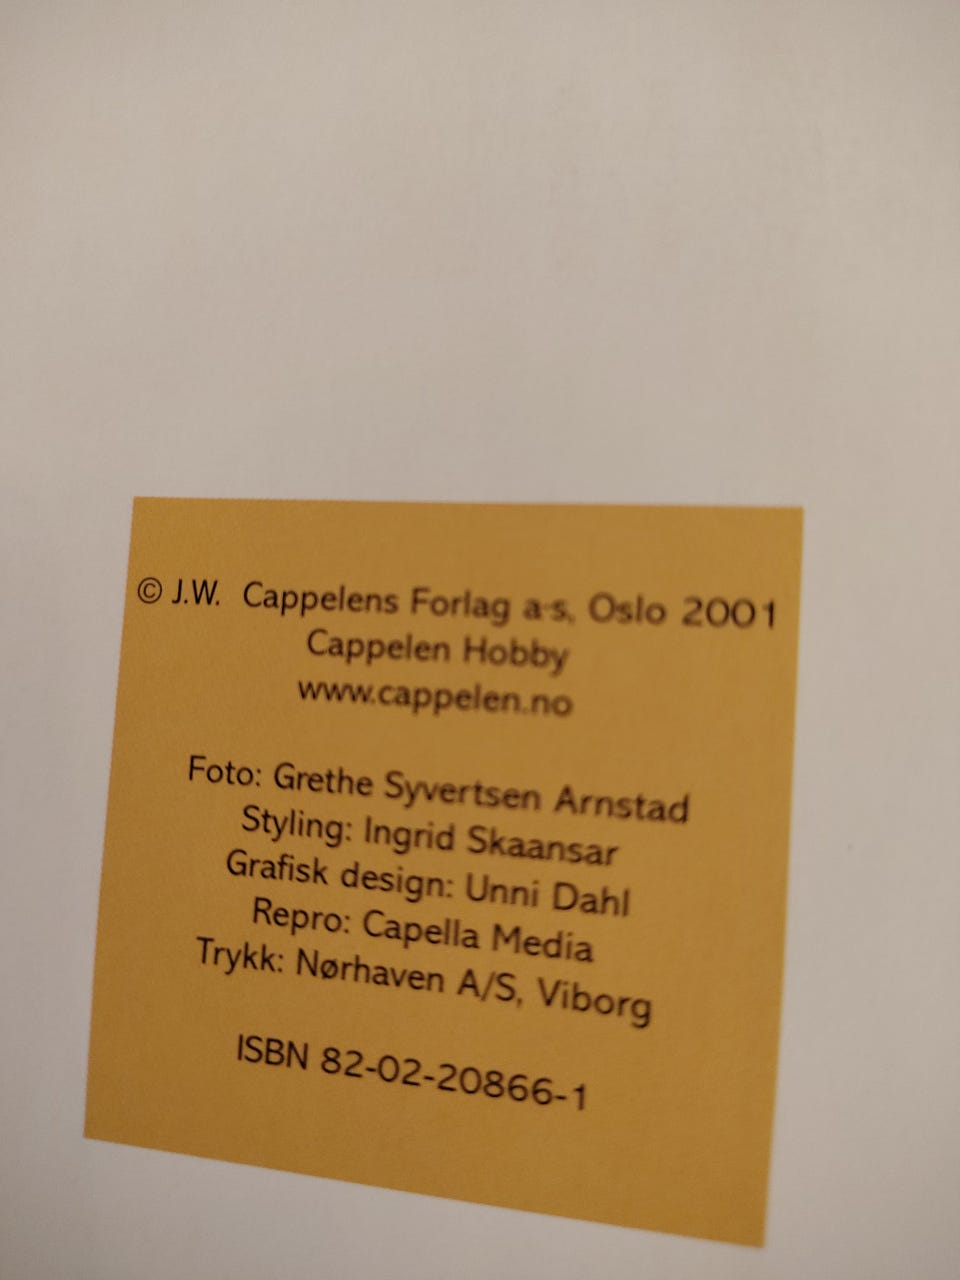 © J.W. Cappelens Forlag a·s, Oslo 2001
Cappelen Hobby
www.cappelen.no
Foto: Grethe Syvertsen Arnstad
Styling: Ingrid Skaansar
Grafisk design: Unni Dahl
Repro: Capella Media
Trykk: Nørhaven A/S, Viborg
ISBN 82-02-20866-1